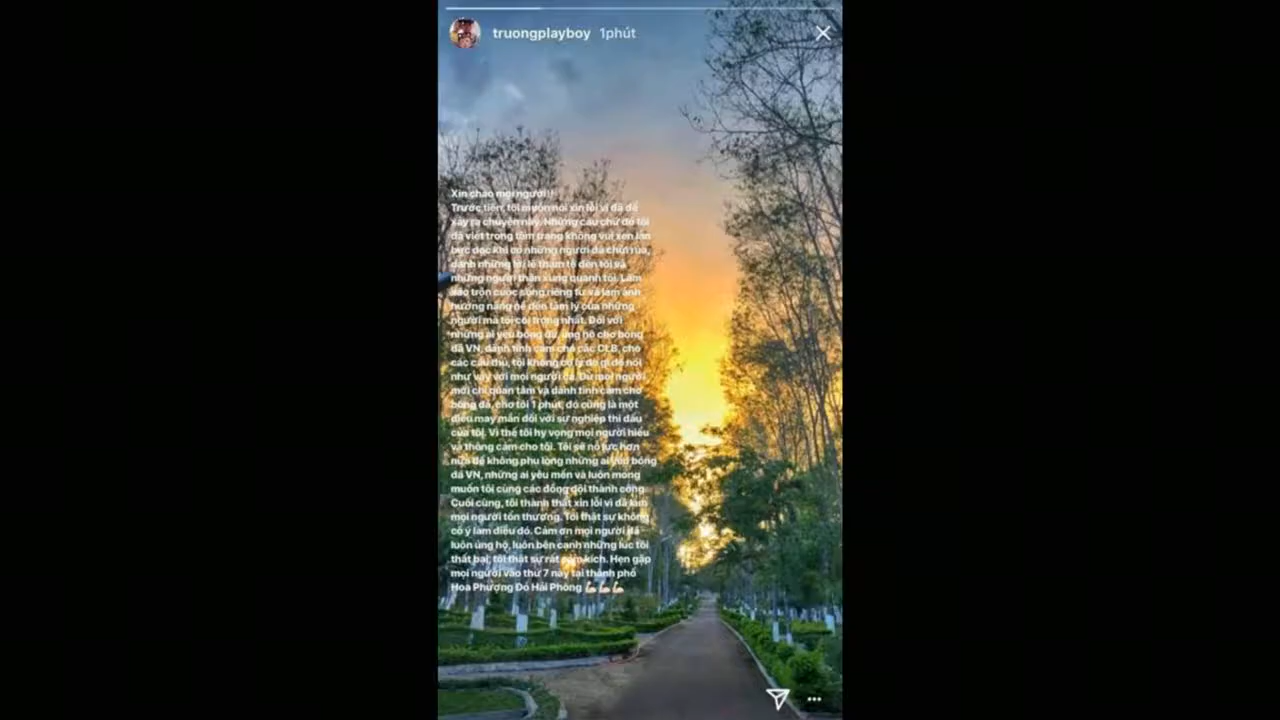 truongplayboy 1phút
Xin chào mọi người!!
Trước tiên, tôi muốn nói xin lỗi vì đã để
xảy ra chuyện này. Những câu chữ đó tôi
đã viết trong tâm trạng không vui xen lẫn
bực dọc khi có những người đã chửi rủa,
dành những lời lẽ thậm tệ đến tôi và
những người thân xung quanh tôi. Làm
xáo trộn cuộc sống riêng tư và làm ảnh
hưởng nặng nề đến tâm lý của những
người mà tôi coi trọng nhất. Đối với
những ai yêu bóng đá, ủng hộ cho bóng
đá VN, dành tình cảm cho các CLB, cho
các cầu thủ, tôi không có lý do gì để nói
như vậy với mọi người cả. Dù mọi người
mới chỉ quan tâm và dành tình cảm cho
bóng đá, cho tôi 1 phút, đó cũng là một
điều may mắn đối với sự nghiệp thi đấu
của tôi. Vì thế tôi hy vọng mọi người hiểu
và thông cảm cho tôi. Tôi sẽ nỗ lực hơn
nữa để không phụ lòng những ai yêu bóng
đá VN, những ai yêu mến và luôn mong
muốn tôi cùng các đồng đội thành công.
Cuối cùng, tôi thành thật xin lỗi vì đã làm
mọi người tổn thương. Tôi thật sự không
cố ý làm điều đó. Cảm ơn mọi người đã
luôn ủng hộ, luôn bên cạnh những lúc tôi
thất bại, tôi thật sự rất cảm kích. Hẹn gặp
mọi người vào thứ 7 này tại thành phố
Hoa Phượng Đỏ Hải Phòng 💪💪💪